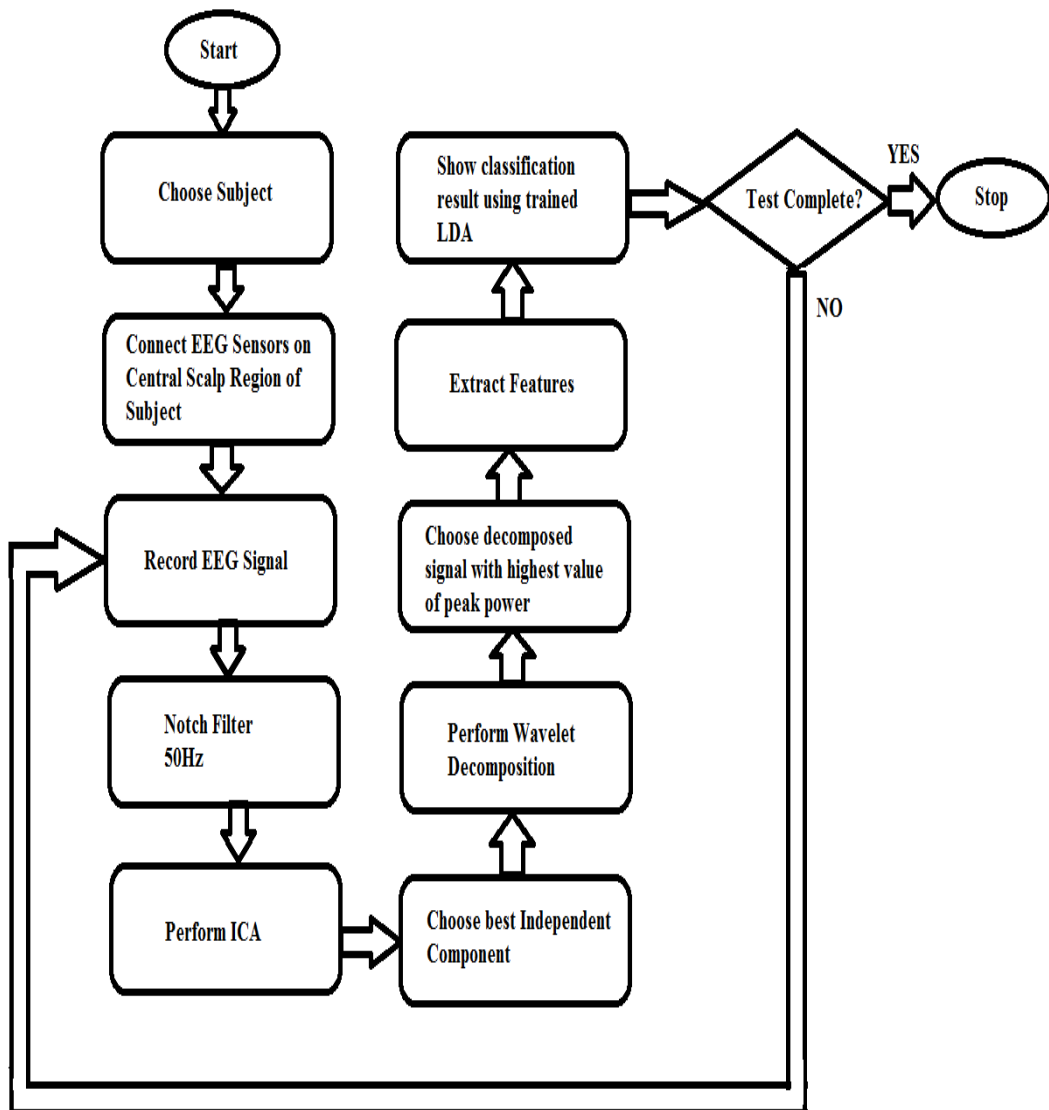 Start
Choose Subject
Connect EEG Sensors on
Central Scalp Region of
Subject
Record EEG Signal
Notch Filter
50Hz
Perform ICA
Choose best Independent
Component
Perform Wavelet
Decomposition
Choose decomposed
signal with highest value
of peak power
Extract Features
Show classification
result using trained
LDA
Test Complete?
YES
Stop
NO